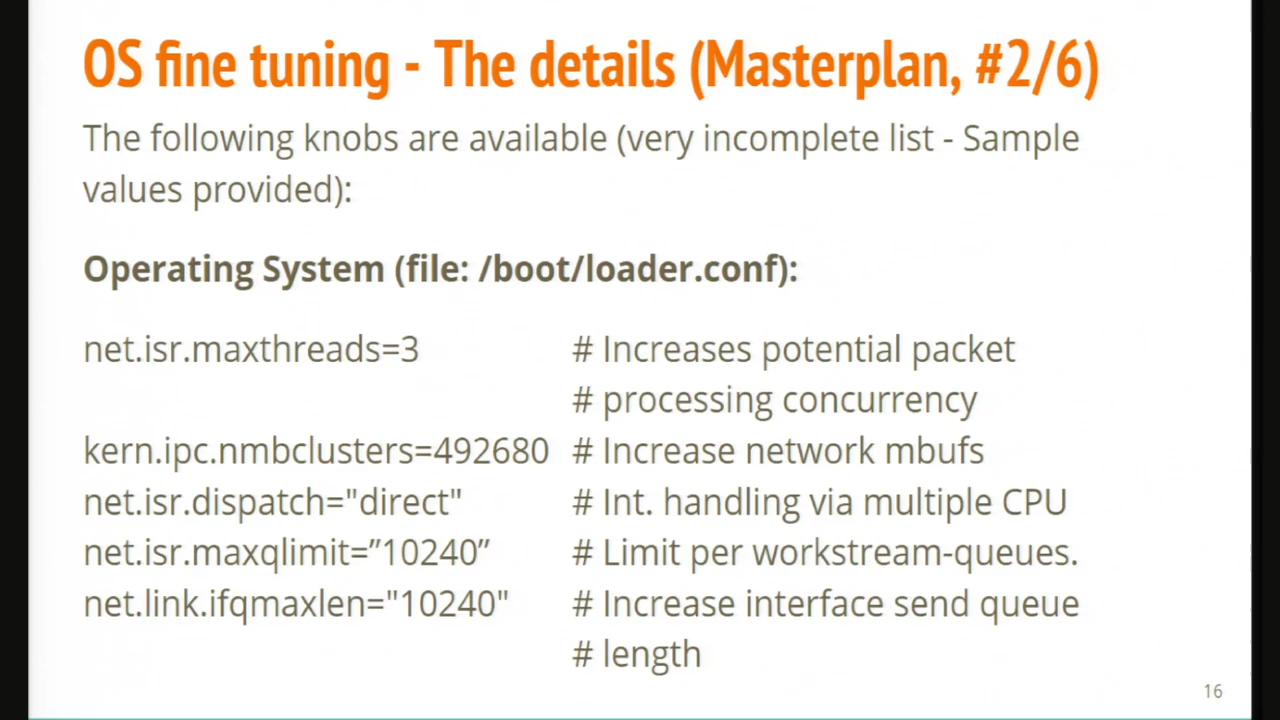 OS fine tuning - The details (Masterplan, #2/6)
The following knobs are available (very incomplete list - Sample
values provided):
Operating System (file: /boot/loader.conf):
net.isr.maxthreads=3 # Increases potential packet
# processing concurrency
kern.ipc.nmbclusters=492680 # Increase network mbufs
net.isr.dispatch="direct" # Int. handling via multiple CPU
net.isr.maxqlimit=”10240” # Limit per workstream-queues.
net.link.ifqmaxlen="10240" # Increase interface send queue
# length
16